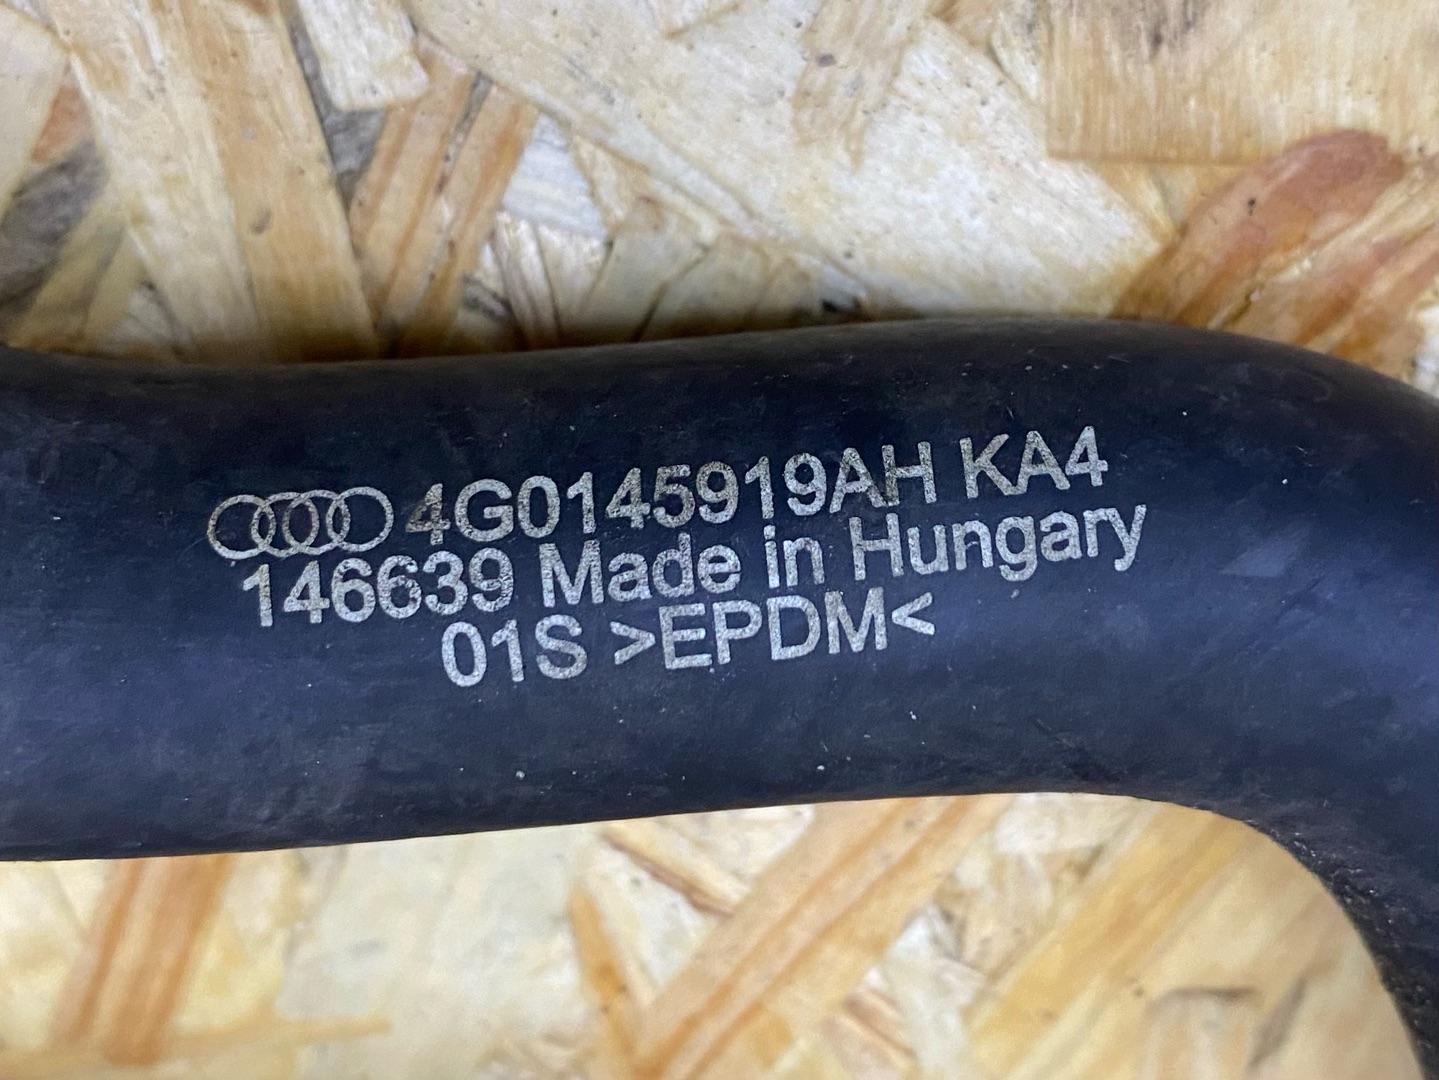 4G0145919AH KA4
146639 Made in Hungary
01S >EPDM<